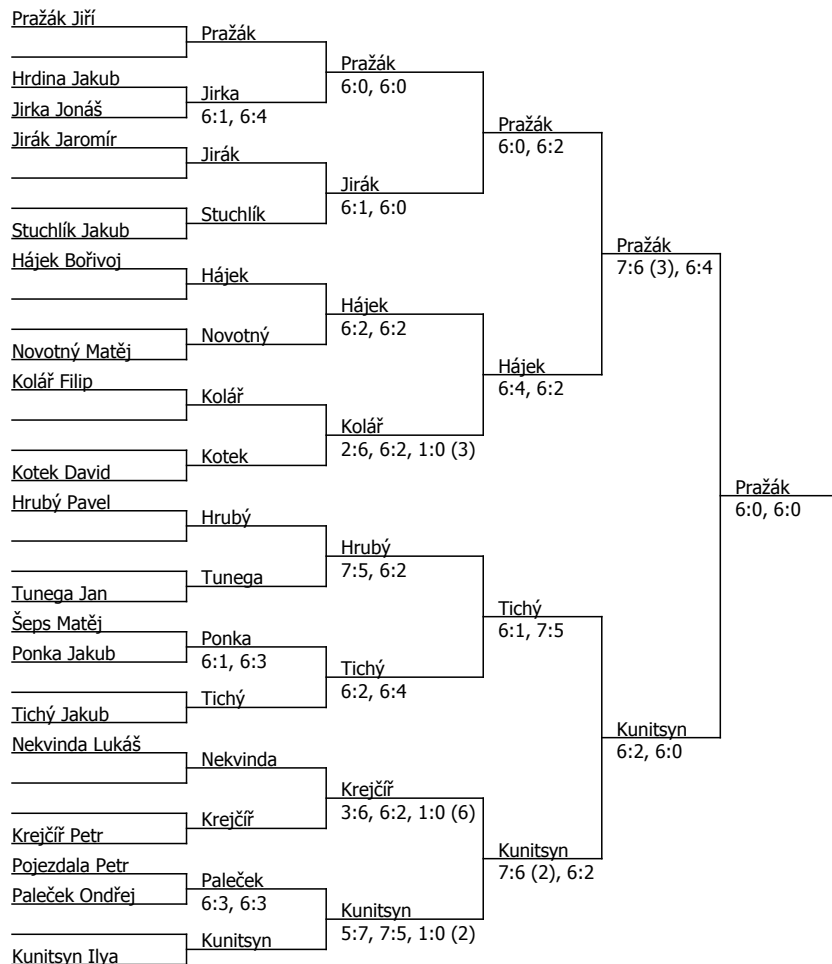 Pražák Jiří
Hrdina Jakub
Jirka Jonáš
Jirák Jaromír
Stuchlík Jakub
Hájek Bořivoj
Novotný Matěj
Kolář Filip
Kotek David
Hrubý Pavel
Tunega Jan
Šeps Matěj
Ponka Jakub
Tichý Jakub
Nekvinda Lukáš
Krejčíř Petr
Pojezdala Petr
Paleček Ondřej
Kunitsyn Ilya
Pražák
Jirka
6:1, 6:4
Jirák
Stuchlík
Hájek
Novotný
Kolář
Kotek
Hrubý
Tunega
Ponka
6:1, 6:3
Tichý
Nekvinda
Krejčíř
Paleček
6:3, 6:3
Kunitsyn
Pražák
6:0, 6:0
Jirák
6:1, 6:0
Hájek
6:2, 6:2
Kolář
2:6, 6:2, 1:0 (3)
Hrubý
7:5, 6:2
Tichý
6:2, 6:4
Krejčíř
3:6, 6:2, 1:0 (6)
Kunitsyn
5:7, 7:5, 1:0 (2)
Pražák
6:0, 6:2
Hájek
6:4, 6:2
Tichý
6:1, 7:5
Kunitsyn
7:6 (2), 6:2
Pražák
7:6 (3), 6:4
Kunitsyn
6:2, 6:0
Pražák
6:0, 6:0